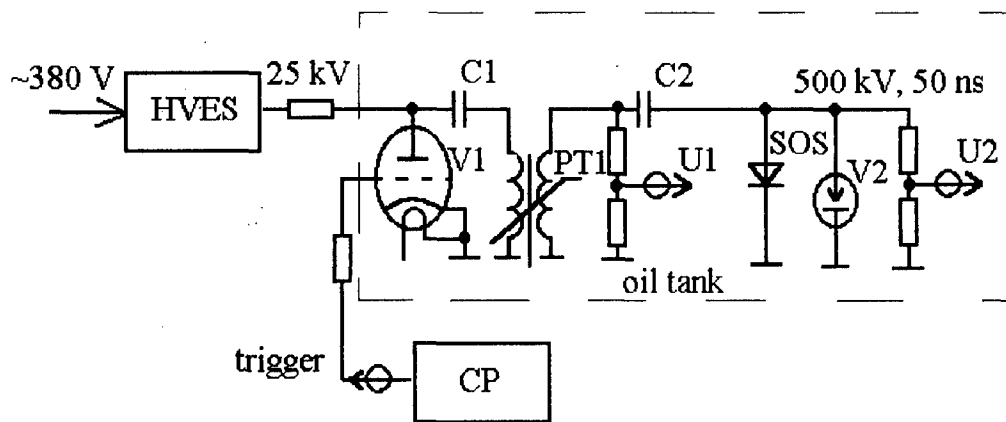 ~380 V
HVES
25 kV
C1
V1
PT1
C2
U1
500 kV, 50 ns
SOS
V2
U2
oil tank
trigger
CP